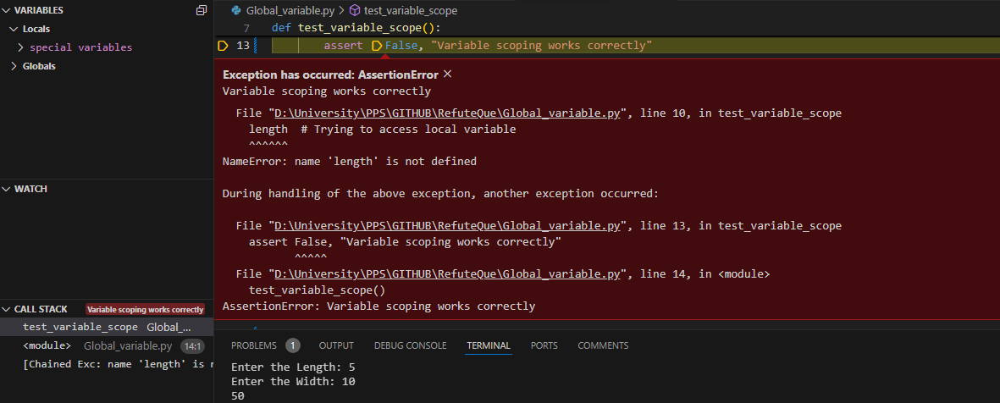 VARIABLES
Locals
special variables
Globals
WATCH
CALL STACK Variable scoping works correctly
test_variable_scope Global_...
<module> Global_variable.py 14:1
[Chained Exc: name 'length' is
Global_variable.py > test_variable_scope
7 def test_variable_scope():
13 assert False, "Variable scoping works correctly"
Exception has occurred: AssertionError ×
Variable scoping works correctly
File "D:\University\PPS\GITHUB\RefuteQue\Global_variable.py", line 10, in test_variable_scope
length # Trying to access local variable
^^^^^^
NameError: name 'length' is not defined
During handling of the above exception, another exception occurred:
File "D:\University\PPS\GITHUB\RefuteQue\Global_variable.py", line 13, in test_variable_scope
assert False, "Variable scoping works correctly"
^^^^^
File "D:\University\PPS\GITHUB\RefuteQue\Global_variable.py", line 14, in <module>
test_variable_scope()
AssertionError: Variable scoping works correctly
PROBLEMS 1 OUTPUT DEBUG CONSOLE TERMINAL PORTS COMMENTS
Enter the Length: 5
Enter the Width: 10
50